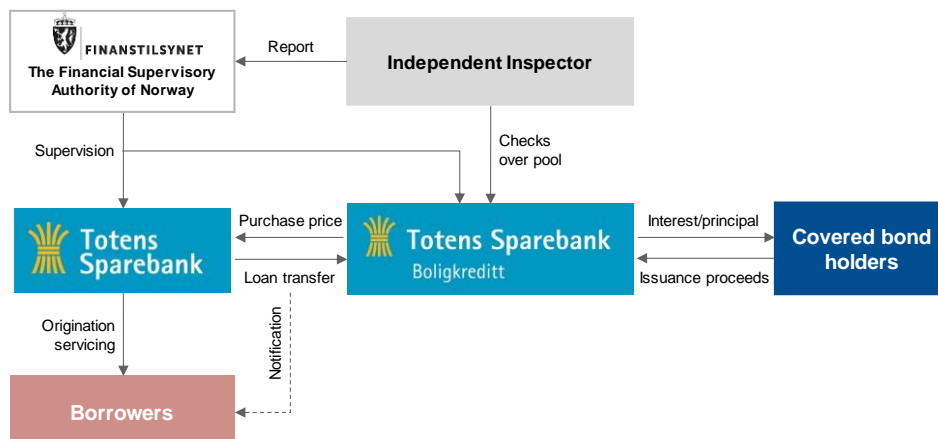 FINANSTILSYNET
The Financial Supervisory
Authority of Norway
Report
Independent Inspector
Supervision
Checks
over pool
Totens
Sparebank
Purchase price
Loan transfer
Totens Sparebank
Boligkreditt
Interest/principal
Issuance proceeds
Covered bond
holders
Origination
servicing
Notification
Borrowers